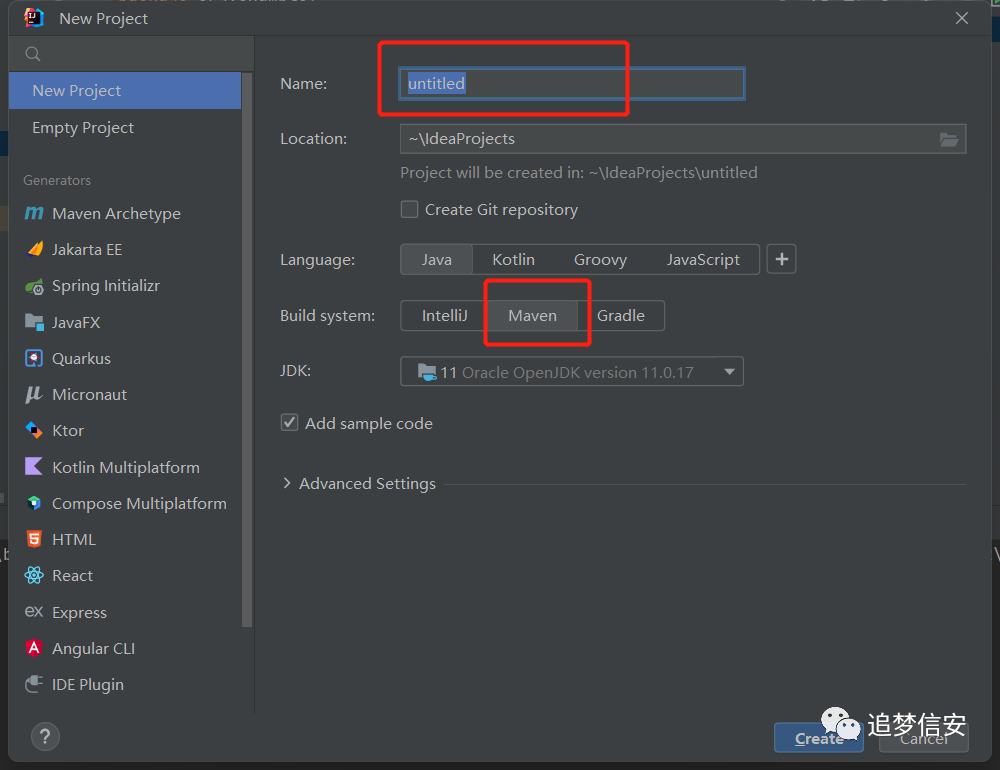 New Project
New Project
Empty Project
Generators
Maven Archetype
Jakarta EE
Spring Initializr
JavaFX
Quarkus
Micronaut
Ktor
Kotlin Multiplatform
Compose Multiplatform
HTML
React
Express
Angular CLI
IDE Plugin
Name: untitled
Location: ~\IdeaProjects
Project will be created in: ~\IdeaProjects\untitled
Create Git repository
Language: Java Kotlin Groovy JavaScript +
Build system: IntelliJ Maven Gradle
JDK: 11 Oracle OpenJDK version 11.0.17
Add sample code
Advanced Settings
?
Create Cancel
追梦信安